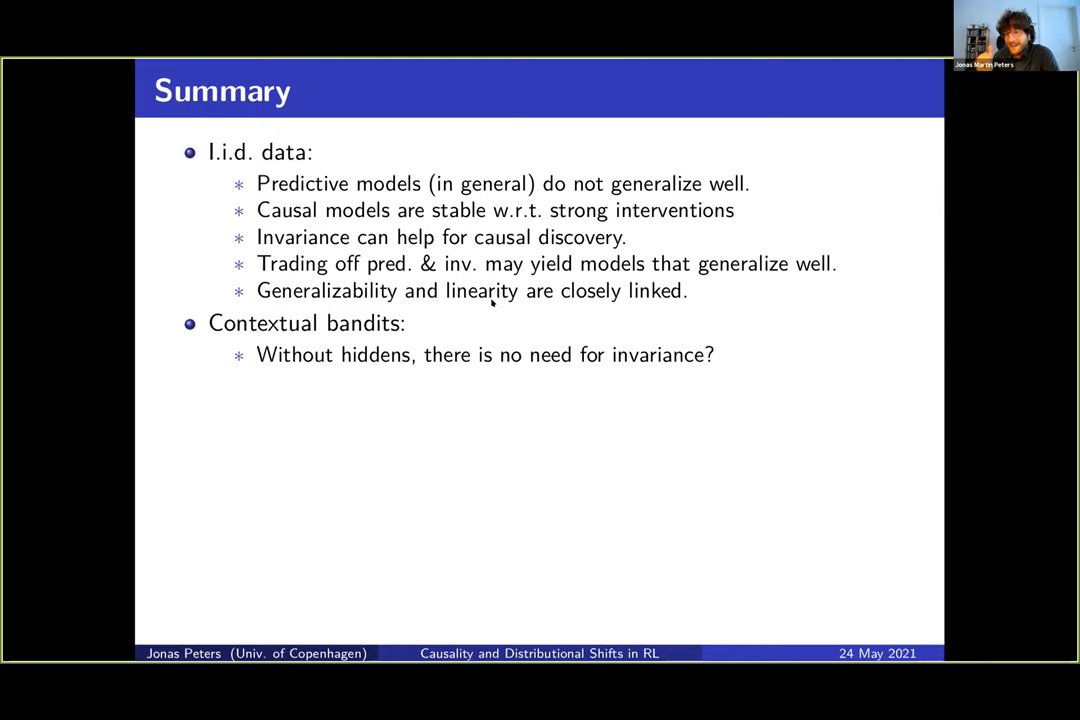 Jonas Martin Peters
Summary
I.i.d. data:
* Predictive models (in general) do not generalize well.
* Causal models are stable w.r.t. strong interventions
* Invariance can help for causal discovery.
* Trading off pred. & inv. may yield models that generalize well.
* Generalizability and linearity are closely linked.
Contextual bandits:
* Without hiddens, there is no need for invariance?
Jonas Peters (Univ. of Copenhagen) Causality and Distributional Shifts in RL 24 May 2021